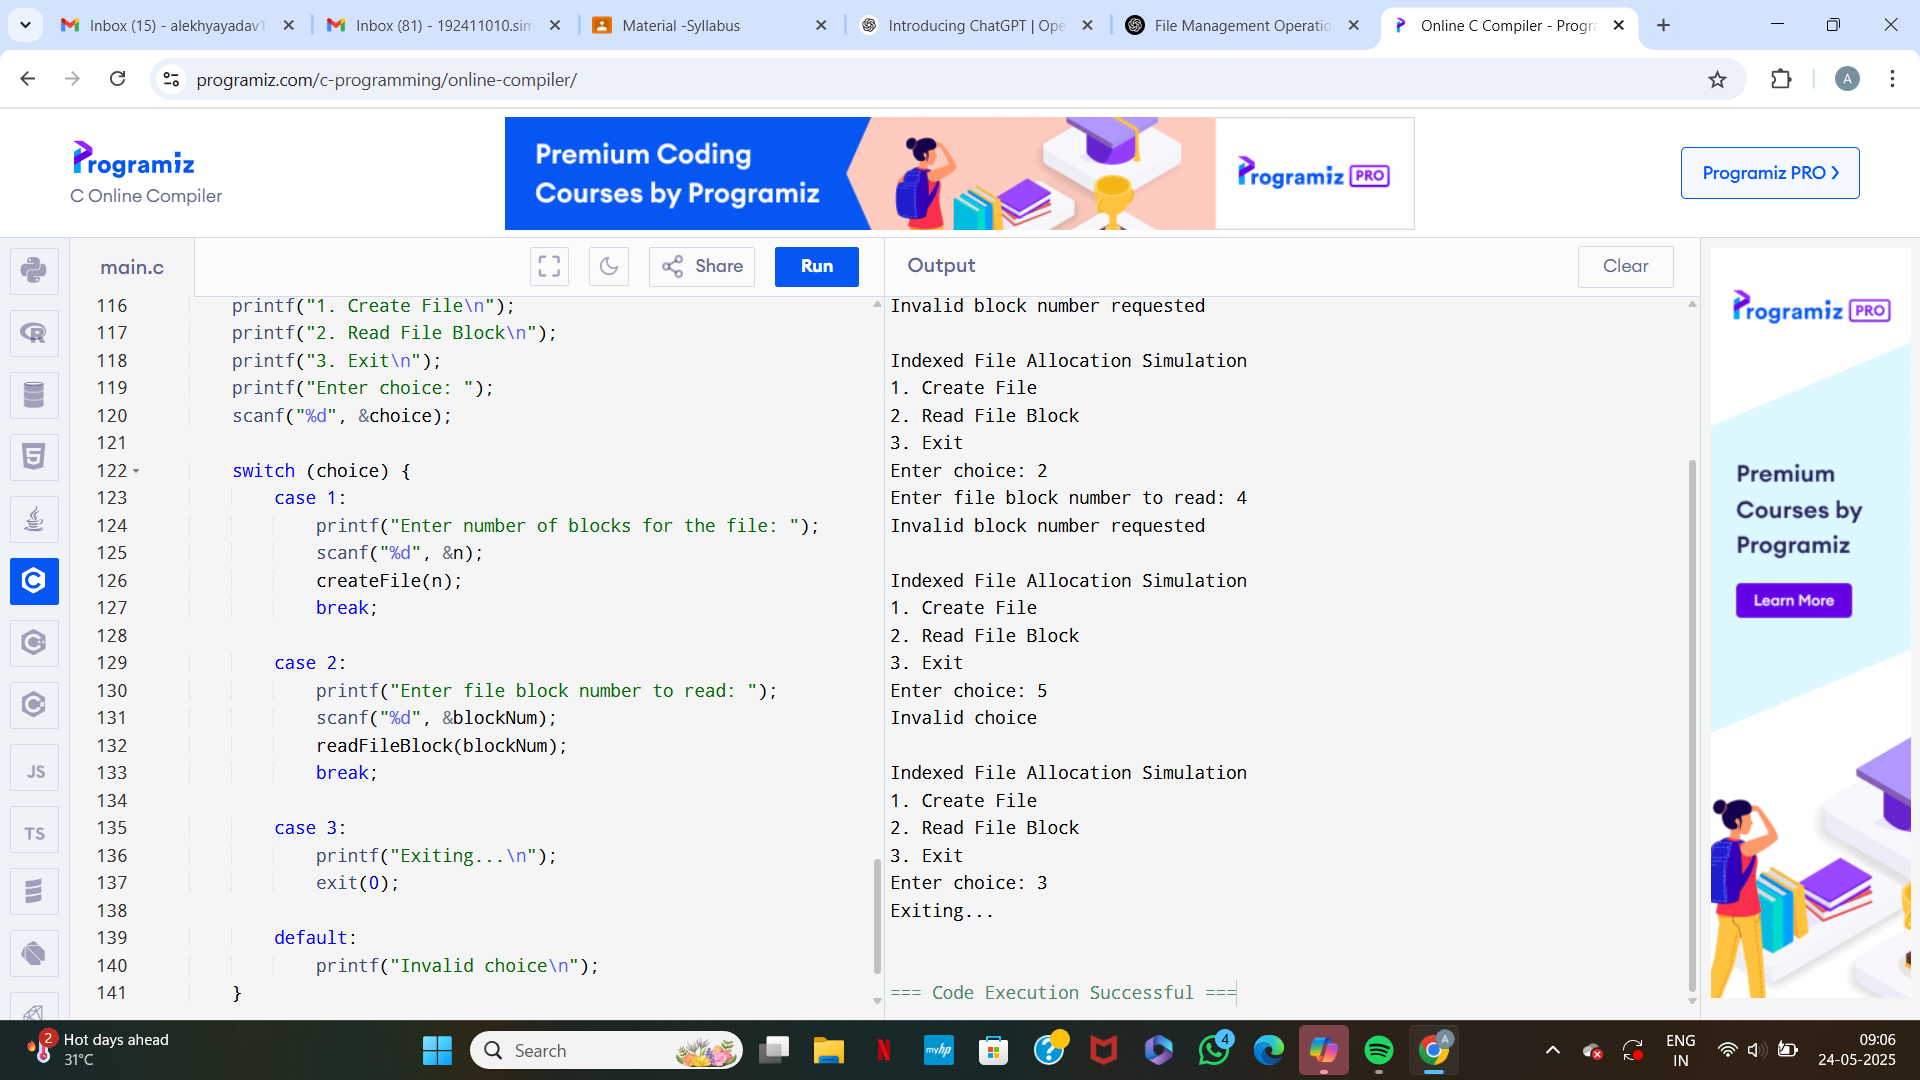 Inbox (15) - alekhyayadav1
Inbox (81) - 192411010.sim
Material -Syllabus
Introducing ChatGPT | Ope
File Management Operatio
Online C Compiler - Progra
programiz.com/c-programming/online-compiler/
A
Programiz
C Online Compiler
Premium Coding
Courses by Programiz
Programiz PRO
Programiz PRO
main.c
Share
Run
Output
Clear
116 printf("1. Create File\n");
117 printf("2. Read File Block\n");
118 printf("3. Exit\n");
119 printf("Enter choice: ");
120 scanf("%d", &choice);
121
122 switch (choice) {
123 case 1:
124 printf("Enter number of blocks for the file: ");
125 scanf("%d", &n);
126 createFile(n);
127 break;
128
129 case 2:
130 printf("Enter file block number to read: ");
131 scanf("%d", &blockNum);
132 readFileBlock(blockNum);
133 break;
134
135 case 3:
136 printf("Exiting...\n");
137 exit(0);
138
139 default:
140 printf("Invalid choice\n");
141 }
Invalid block number requested
Indexed File Allocation Simulation
1. Create File
2. Read File Block
3. Exit
Enter choice: 2
Enter file block number to read: 4
Invalid block number requested
Indexed File Allocation Simulation
1. Create File
2. Read File Block
3. Exit
Enter choice: 5
Invalid choice
Indexed File Allocation Simulation
1. Create File
2. Read File Block
3. Exit
Enter choice: 3
Exiting...
=== Code Execution Successful ===
Programiz PRO
Premium
Courses by
Programiz
Learn More
JS
TS
2
Hot days ahead
31°C
Search
N
myhp
4
A
ENG
IN
09:06
24-05-2025